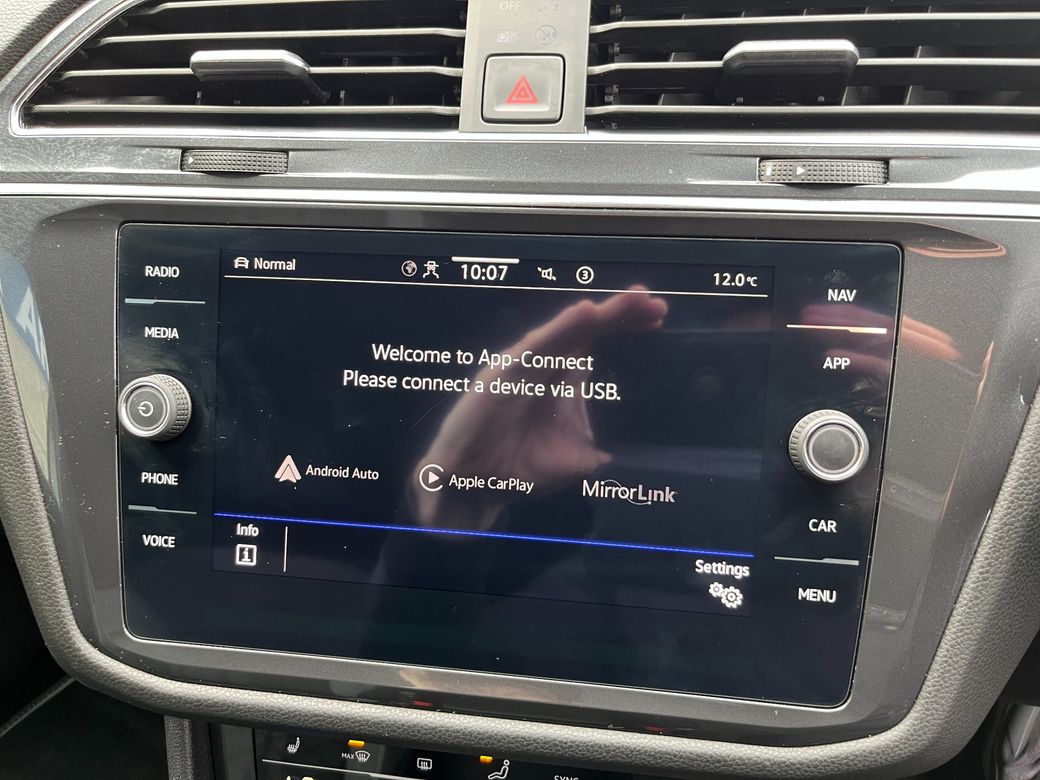 OFF
RADIO
MEDIA
PHONE
VOICE
Normal
10:07
3
12.0°C
Welcome to App-Connect
Please connect a device via USB.
Android Auto
Apple CarPlay
MirrorLink
Info
i
Settings
NAV
APP
CAR
MENU
MAX
SYNC